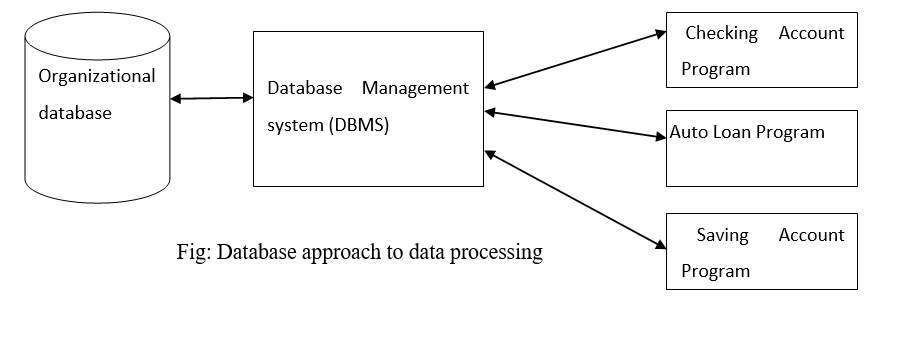 Organizational
database
Database Management
system (DBMS)
Checking Account
Program
Auto Loan Program
Saving Account
Program
Fig: Database approach to data processing